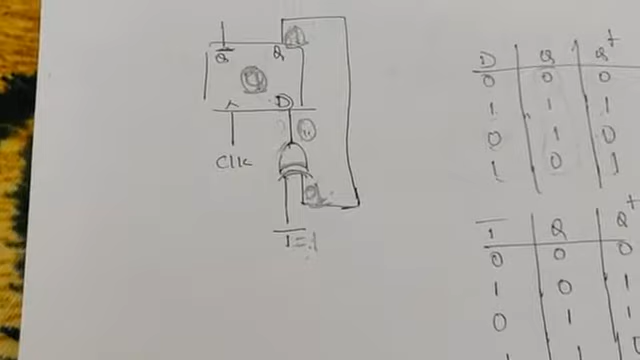 Q̅ Q
D
Clk
T = 1
D Q Q+
0 0 0
1 1 1
0 1 0
1 0 1
T Q Q+
0 0 0
1 0 1
0 1 1